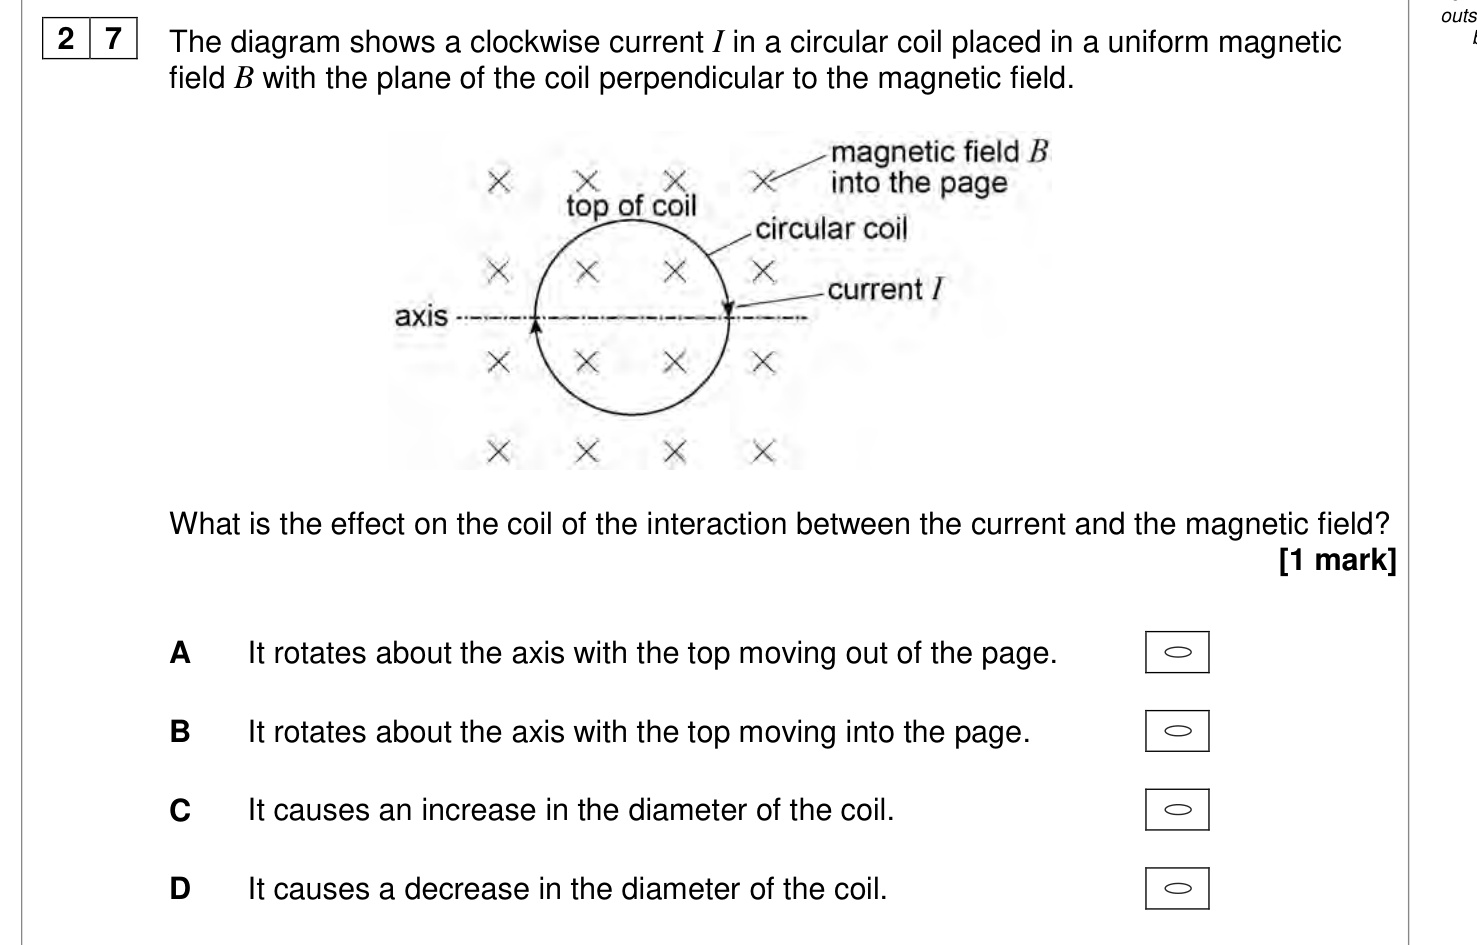 outs
2 7 The diagram shows a clockwise current I in a circular coil placed in a uniform magnetic
field B with the plane of the coil perpendicular to the magnetic field.
magnetic field B
into the page
top of coil
circular coil
current I
axis
What is the effect on the coil of the interaction between the current and the magnetic field?
[1 mark]
A It rotates about the axis with the top moving out of the page.
B It rotates about the axis with the top moving into the page.
C It causes an increase in the diameter of the coil.
D It causes a decrease in the diameter of the coil.